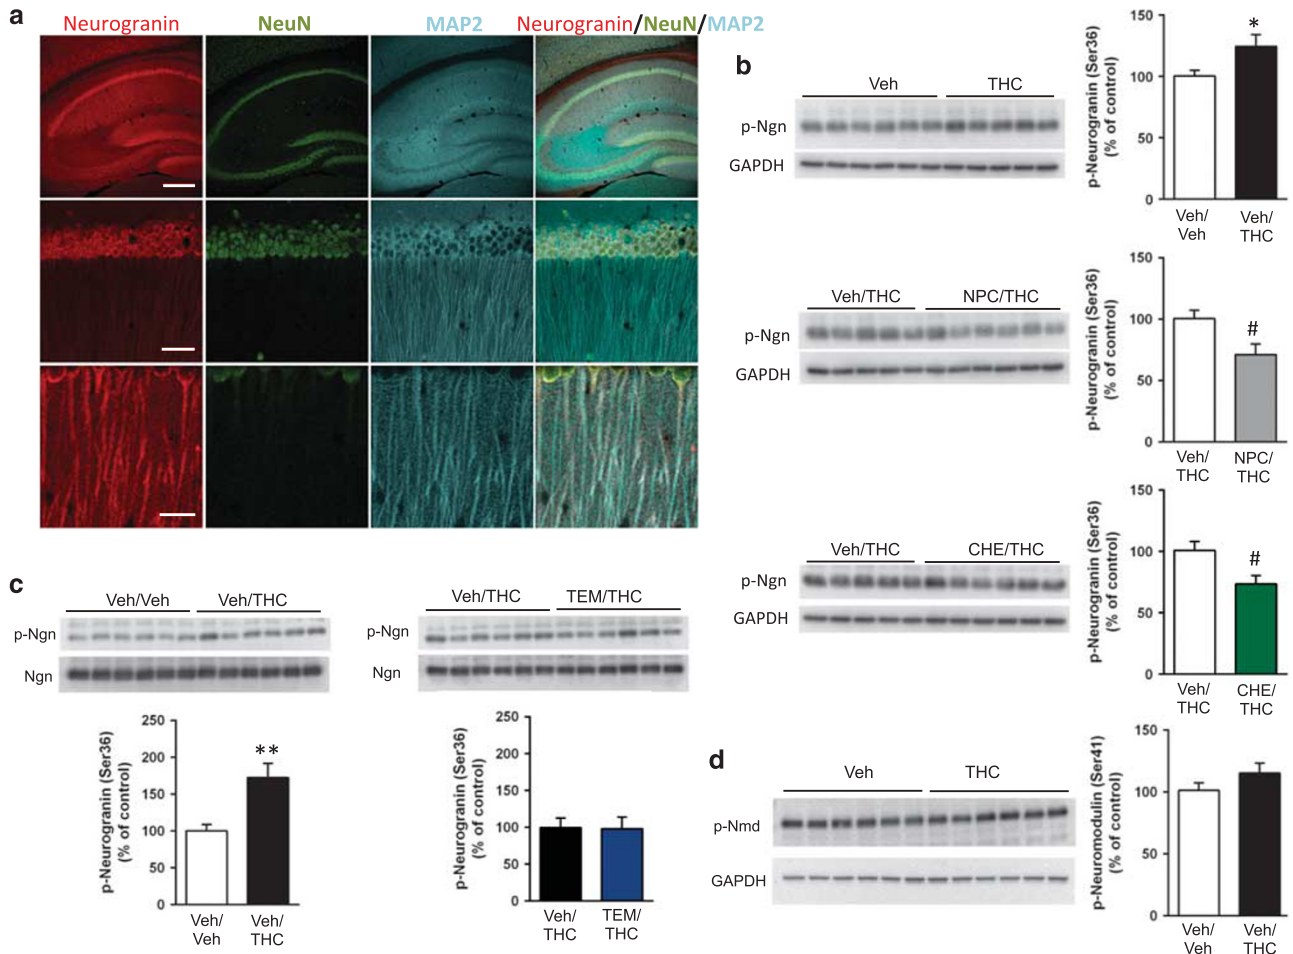 a
Neurogranin NeuN MAP2 Neurogranin/NeuN/MAP2
b
Veh THC
p-Ngn
GAPDH
p-Neurogranin (Ser36)
(% of control)
150
100
50
0
*
Veh/
Veh
Veh/
THC
Veh/THC NPC/THC
p-Ngn
GAPDH
p-Neurogranin (Ser36)
(% of control)
150
100
50
0
#
Veh/
THC
NPC/
THC
Veh/THC CHE/THC
p-Ngn
GAPDH
p-Neurogranin (Ser36)
(% of control)
150
100
50
0
#
Veh/
THC
CHE/
THC
c
Veh/Veh Veh/THC
p-Ngn
Ngn
p-Neurogranin (Ser36)
(% of control)
250
200
150
100
50
0
**
Veh/
Veh
Veh/
THC
Veh/THC TEM/THC
p-Ngn
Ngn
p-Neurogranin (Ser36)
(% of control)
250
200
150
100
50
0
Veh/
THC
TEM/
THC
d
Veh THC
p-Nmd
GAPDH
p-Neuromodulin (Ser41)
(% of control)
150
100
50
0
Veh/
Veh
Veh/
THC